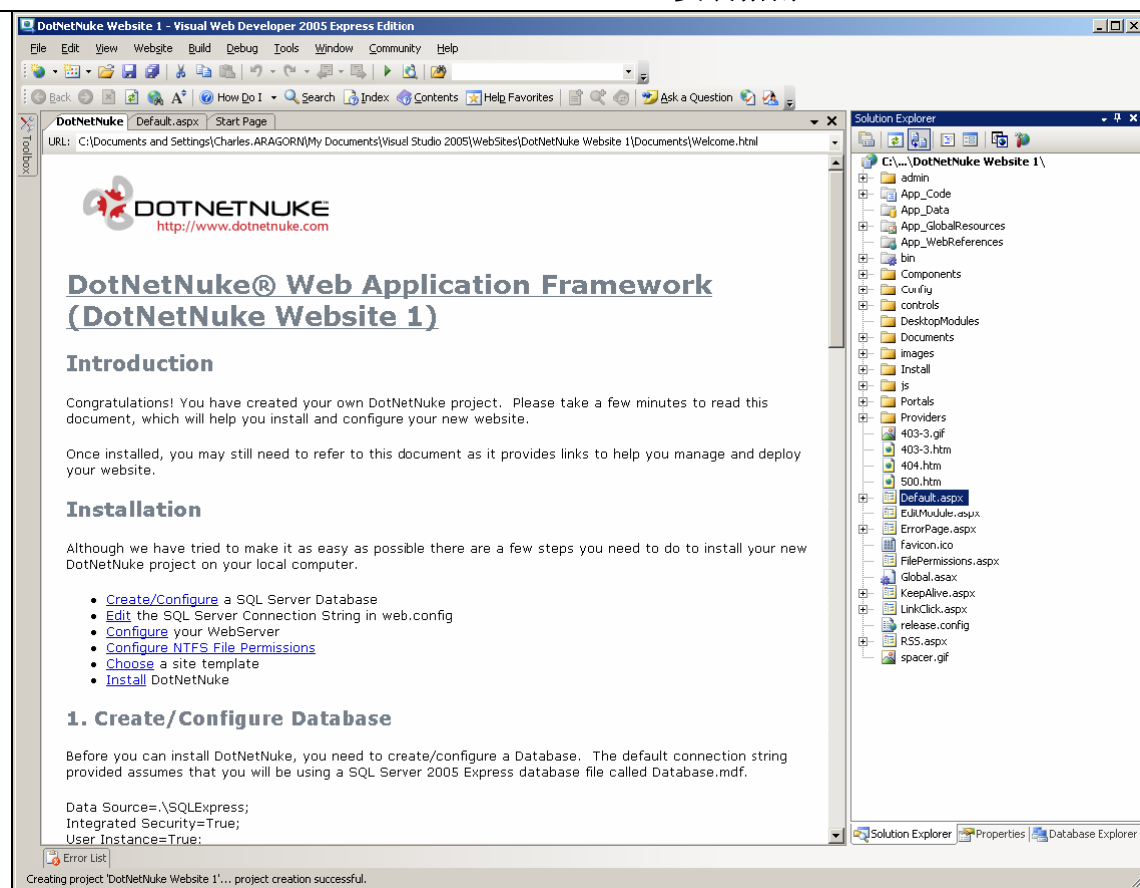 DotNetNuke Website 1 - Visual Web Developer 2005 Express Edition
File Edit View Website Build Debug Tools Window Community Help
Back How Do I Search Index Contents Help Favorites Ask a Question
DotNetNuke Default.aspx Start Page
Toolbox
URL: C:\Documents and Settings\Charles.ARAGORN\My Documents\Visual Studio 2005\WebSites\DotNetNuke Website 1\Documents\Welcome.html
DOTNETNUKE
http://www.dotnetnuke.com
DotNetNuke® Web Application Framework
(DotNetNuke Website 1)
Introduction
Congratulations! You have created your own DotNetNuke project. Please take a few minutes to read this
document, which will help you install and configure your new website.
Once installed, you may still need to refer to this document as it provides links to help you manage and deploy
your website.
Installation
Although we have tried to make it as easy as possible there are a few steps you need to do to install your new
DotNetNuke project on your local computer.
Create/Configure a SQL Server Database
Edit the SQL Server Connection String in web.config
Configure your WebServer
Configure NTFS File Permissions
Choose a site template
Install DotNetNuke
1. Create/Configure Database
Before you can install DotNetNuke, you need to create/configure a Database. The default connection string
provided assumes that you will be using a SQL Server 2005 Express database file called Database.mdf.
Data Source=.\SQLExpress;
Integrated Security=True;
User Instance=True;
Solution Explorer
C:\...\DotNetNuke Website 1\
admin
App_Code
App_Data
App_GlobalResources
App_WebReferences
bin
Components
Config
controls
DesktopModules
Documents
images
Install
js
Portals
Providers
403-3.gif
403-3.htm
404.htm
500.htm
Default.aspx
EditModule.aspx
ErrorPage.aspx
favicon.ico
FilePermissions.aspx
Global.asax
KeepAlive.aspx
LinkClick.aspx
release.config
RSS.aspx
spacer.gif
Solution Explorer Properties Database Explorer
Error List
Creating project 'DotNetNuke Website 1'... project creation successful.